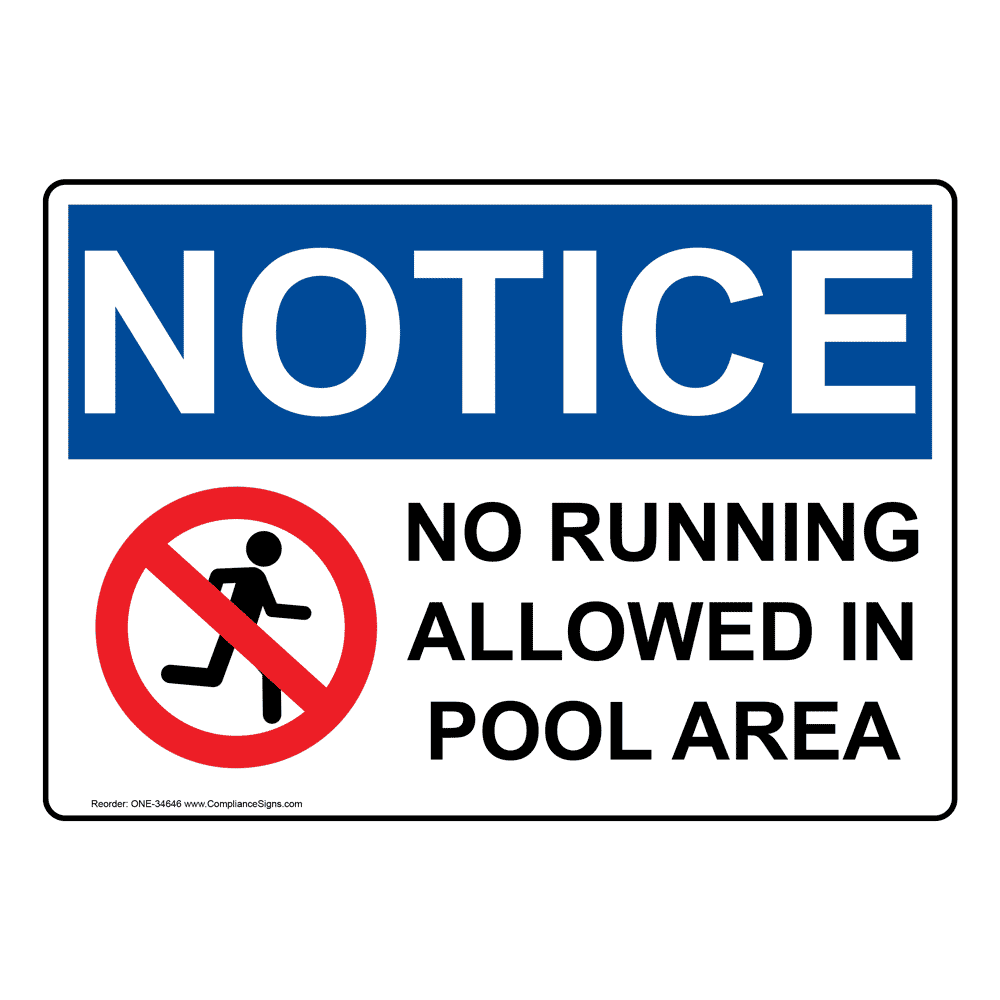 NOTICE
NO RUNNING
ALLOWED IN
POOL AREA
Reorder: ONE-34646 www.ComplianceSigns.com